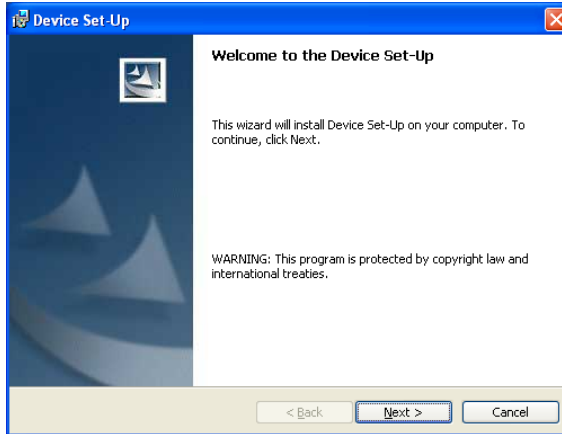 Device Set-Up
Welcome to the Device Set-Up
This wizard will install Device Set-Up on your computer. To
continue, click Next.
WARNING: This program is protected by copyright law and
international treaties.
< Back
Next >
Cancel